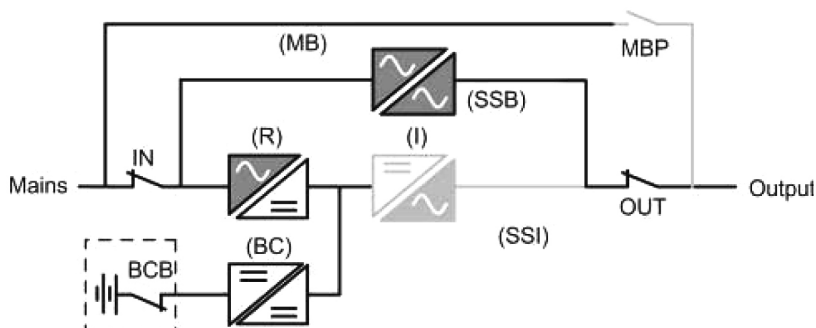 (MB)
MBP
(SSB)
(R)
(I)
IN
Mains
Output
OUT
(SSI)
(BC)
BCB